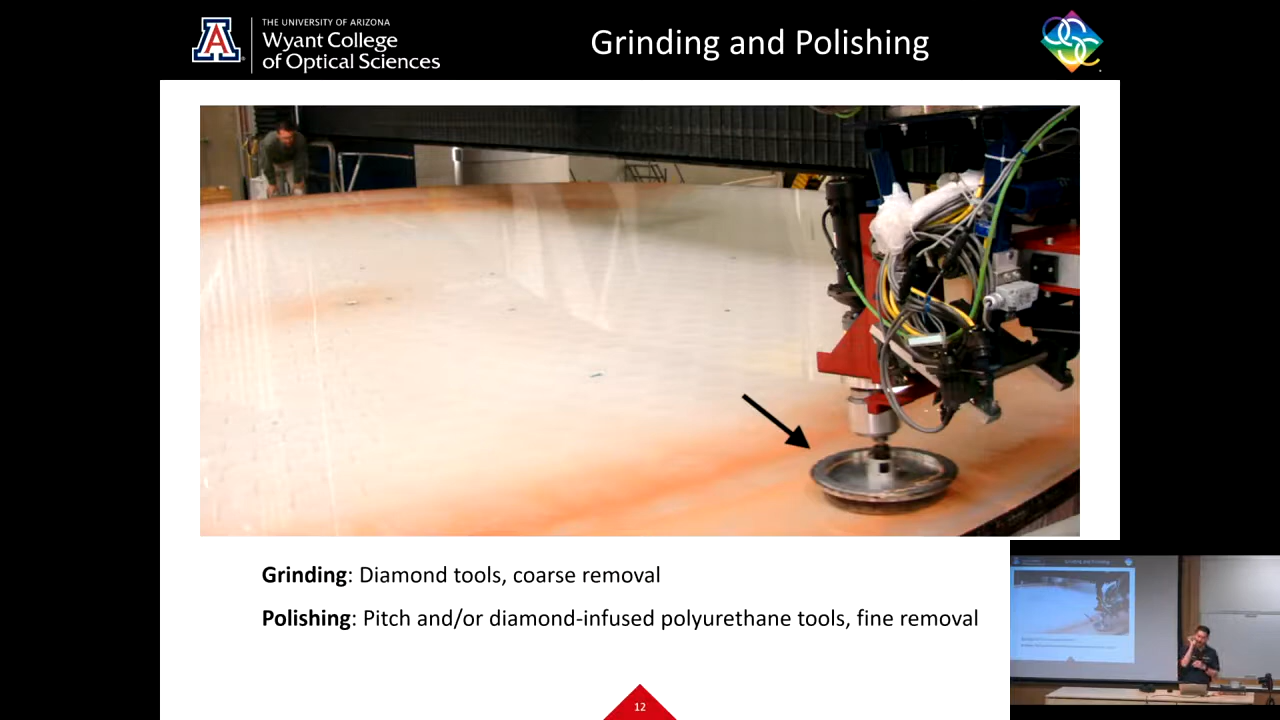 THE UNIVERSITY OF ARIZONA
Wyant College
of Optical Sciences
Grinding and Polishing
Grinding: Diamond tools, coarse removal
Polishing: Pitch and/or diamond-infused polyurethane tools, fine removal
12